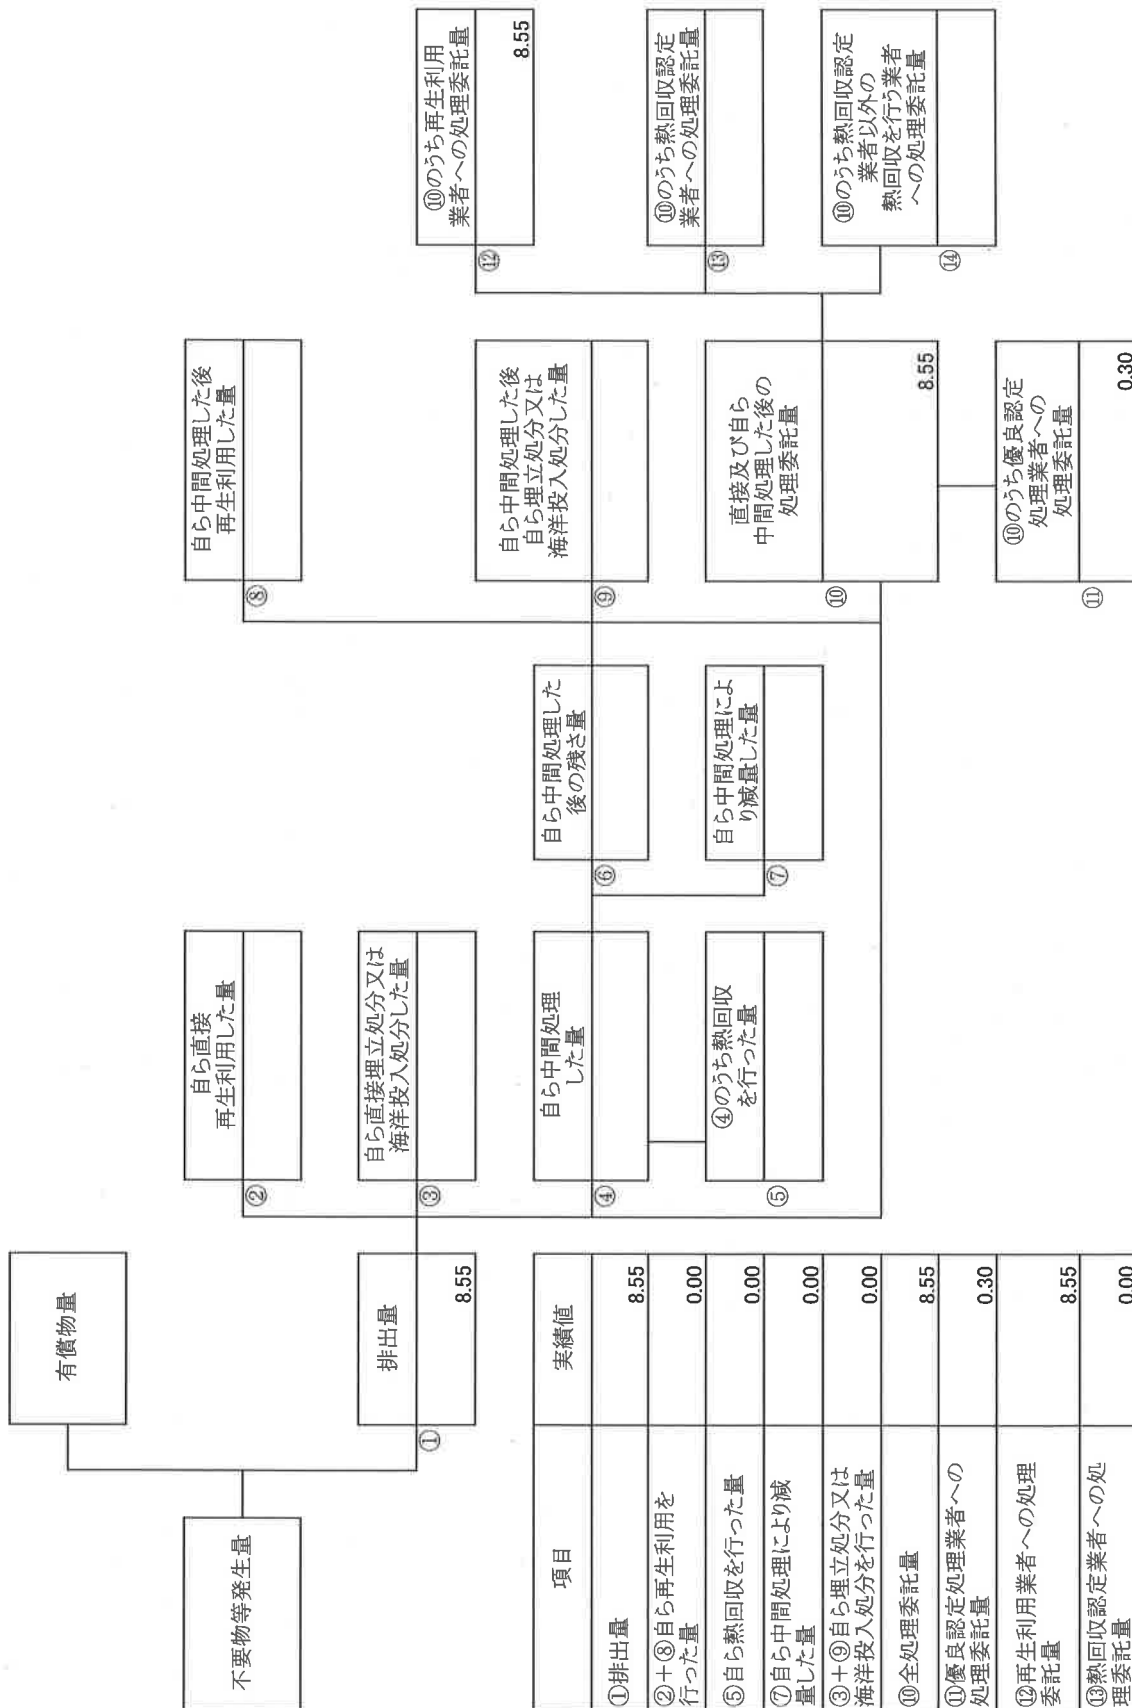 有償物量
不要物等発生量
①
排出量
8.55
②
自ら直接
再生利用した量
③
自ら直接埋立処分又は
海洋投入処分した量
④
自ら中間処理
した量
⑤
④のうち熱回収
を行った量
⑥
自ら中間処理した
後の残さ量
⑦
自ら中間処理によ
り減量した量
⑧
自ら中間処理した後
再生利用した量
⑨
自ら中間処理した後
自ら埋立処分又は
海洋投入処分した量
⑩
直接及び自ら
中間処理した後の
処理委託量
8.55
⑪
⑩のうち優良認定
処理業者への
処理委託量
0.30
⑫
⑩のうち再生利用
業者への処理委託量
8.55
⑬
⑩のうち熱回収認定
業者への処理委託量
⑭
⑩のうち熱回収認定
業者以外の
熱回収を行う業者
への処理委託量
項目 実績値
①排出量 8.55
②+⑧自ら再生利用を
行った量 0.00
⑤自ら熱回収を行った量 0.00
⑦自ら中間処理により減
量した量 0.00
③+⑨自ら埋立処分又は
海洋投入処分を行った量 0.00
⑩全処理委託量 8.55
⑪優良認定処理業者への
処理委託量 0.30
⑫再生利用業者への処理
委託量 8.55
⑬熱回収認定業者への処
理委託量 0.00